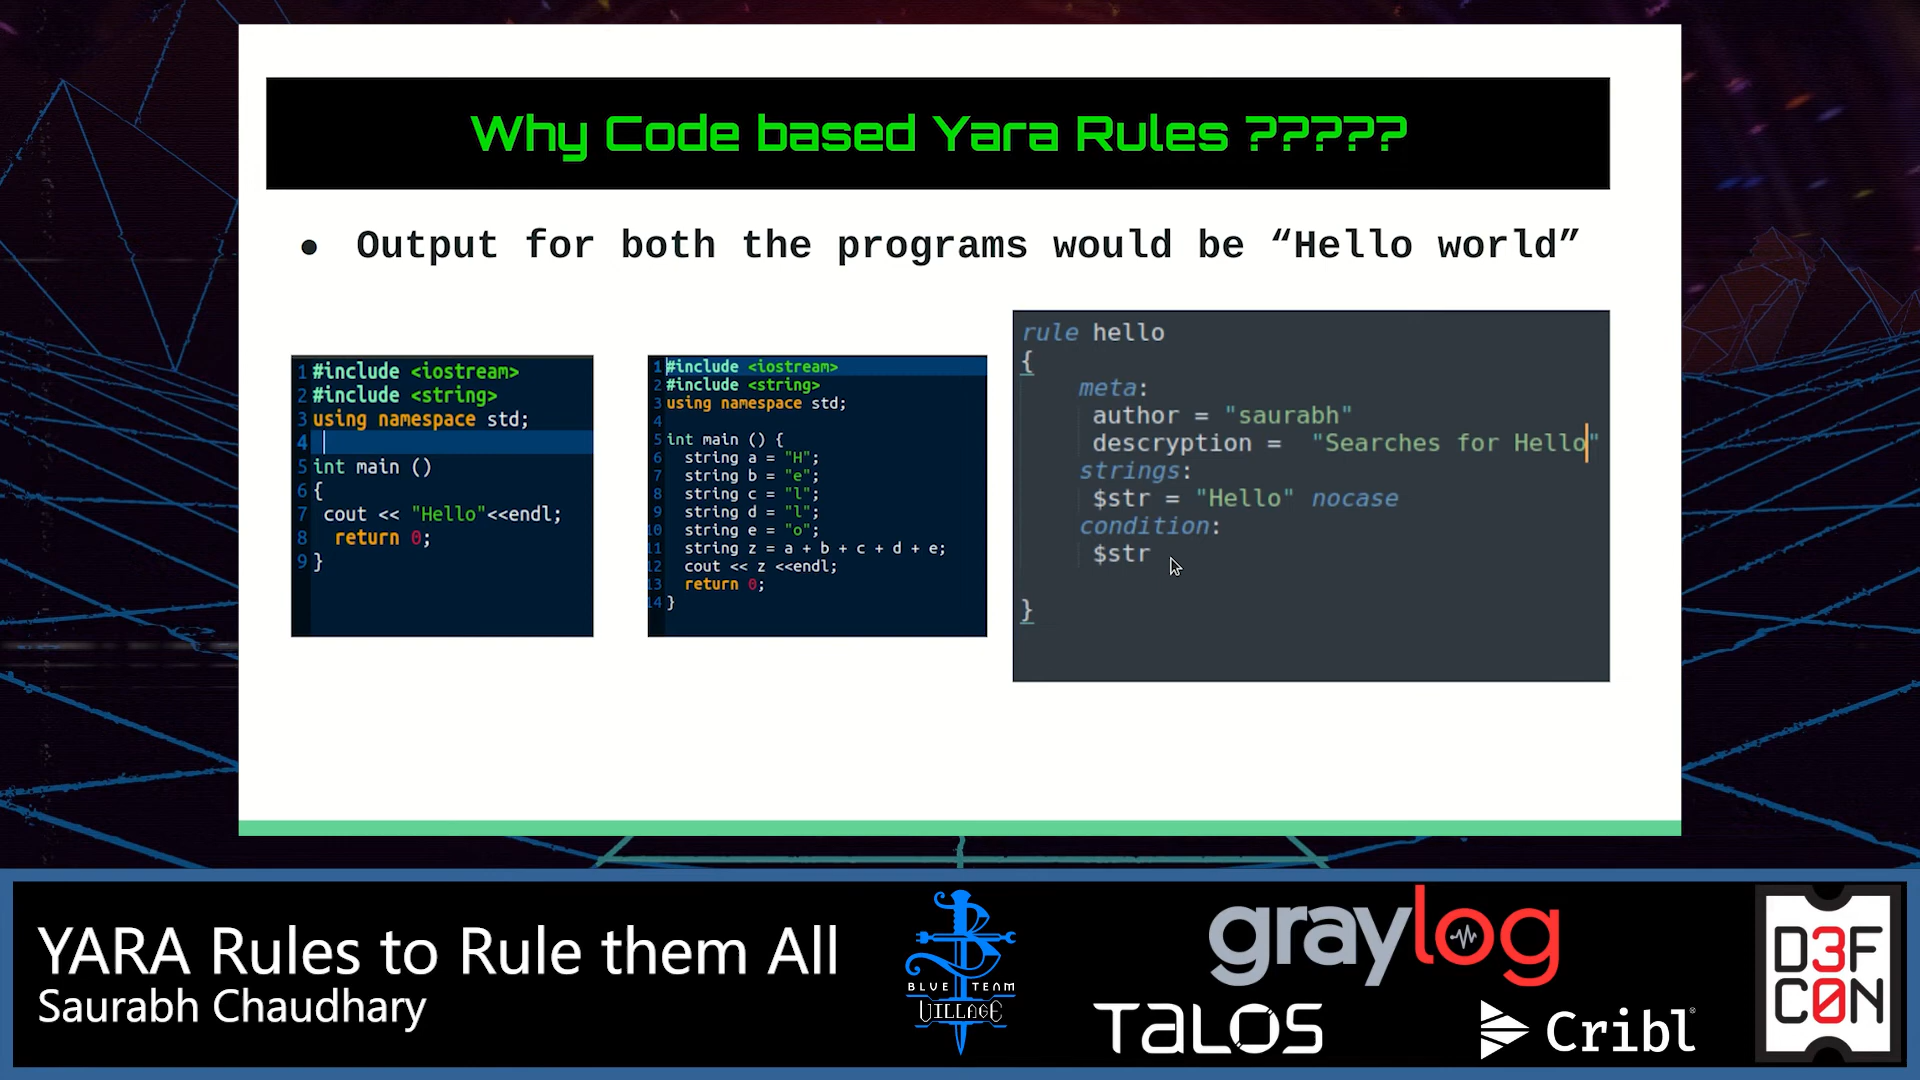 Why Code based Yara Rules ?????
● Output for both the programs would be “Hello world”
1 #include <iostream>
2 #include <string>
3 using namespace std;
4
5 int main ()
6 {
7 cout << "Hello"<<endl;
8 return 0;
9 }
1 #include <iostream>
2 #include <string>
3 using namespace std;
4
5 int main () {
6 string a = "H";
7 string b = "e";
8 string c = "l";
9 string d = "l";
10 string e = "o";
11 string z = a + b + c + d + e;
12 cout << z <<endl;
13 return 0;
14 }
rule hello
{
meta:
author = "saurabh"
descryption = "Searches for Hello"
strings:
$str = "Hello" nocase
condition:
$str
}
YARA Rules to Rule them All
Saurabh Chaudhary
BLUE TEAM
VILLAGE
graylog
TALOS
Cribl
D3F
C0N